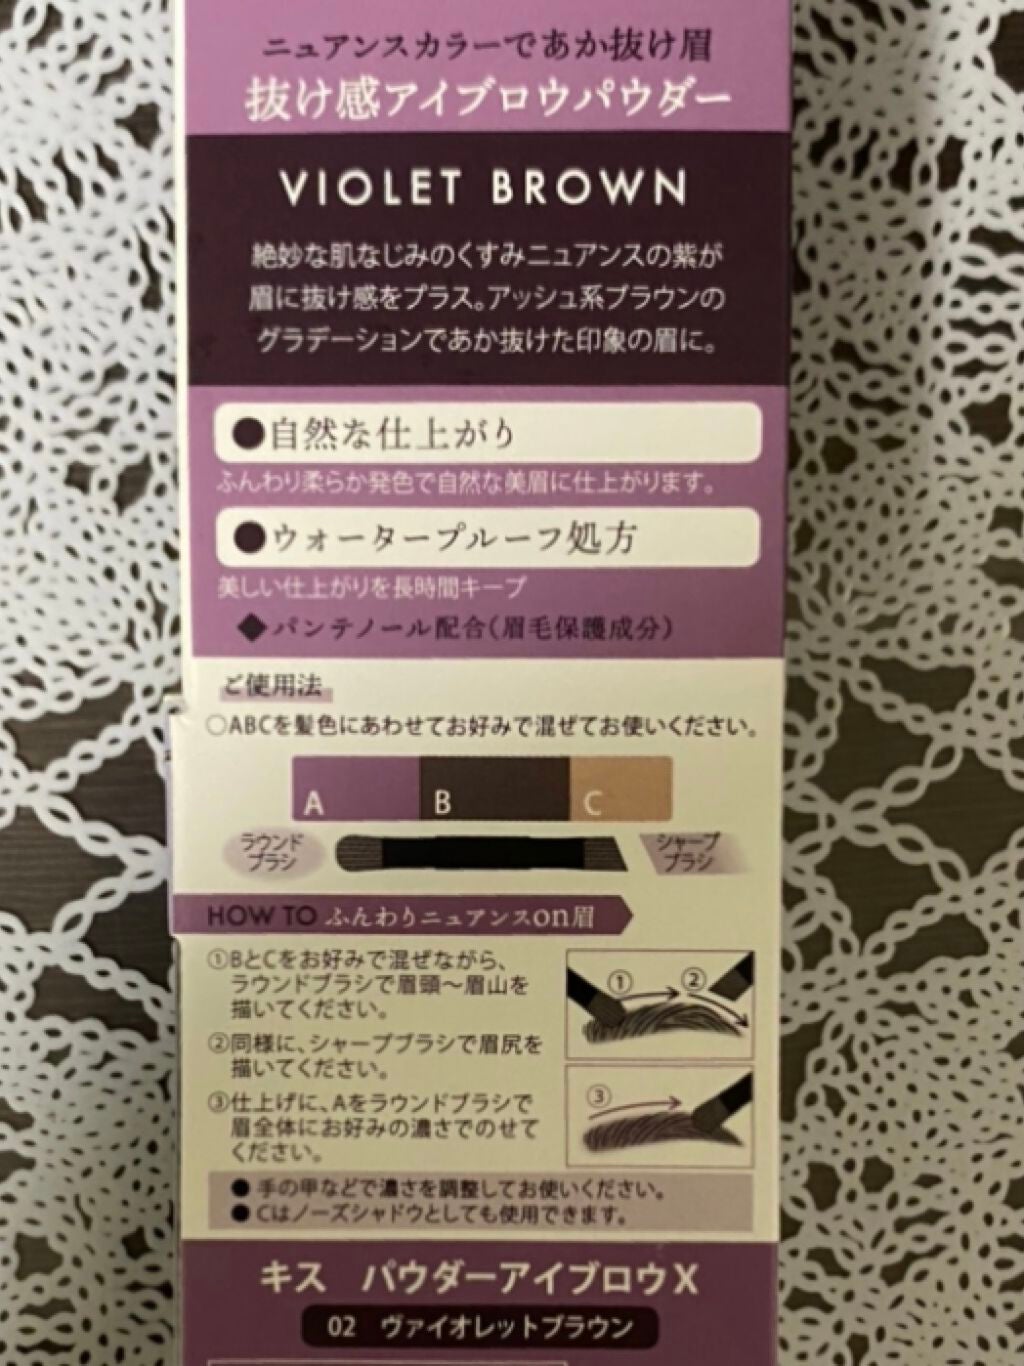 ニュアンスカラーであか抜け眉
抜け感アイブロウパウダー
VIOLET BROWN
絶妙な肌なじみのくすみニュアンスの紫が
眉に抜け感をプラス。アッシュ系ブラウンの
グラデーションであか抜けた印象の眉に。
●自然な仕上がり
ふんわり柔らか発色で自然な美眉に仕上がります。
●ウォータープルーフ処方
美しい仕上がりを長時間キープ
◆パンテノール配合(眉毛保護成分)
ご使用法
○ABCを髪色にあわせてお好みで混ぜてお使いください。
A B C
ラウンド
ブラシ
シャープ
ブラシ
HOW TO ふんわりニュアンスon眉
①BとCをお好みで混ぜながら、
ラウンドブラシで眉頭～眉山を
描いてください。
②同様に、シャープブラシで眉尻を
描いてください。
③仕上げに、Aをラウンドブラシで
眉全体にお好みの濃さでのせて
ください。
① ②
③
●手の甲などで濃さを調整してお使いください。
●Cはノーズシャドウとしても使用できます。
キス パウダーアイブロウX
02 ヴァイオレットブラウン